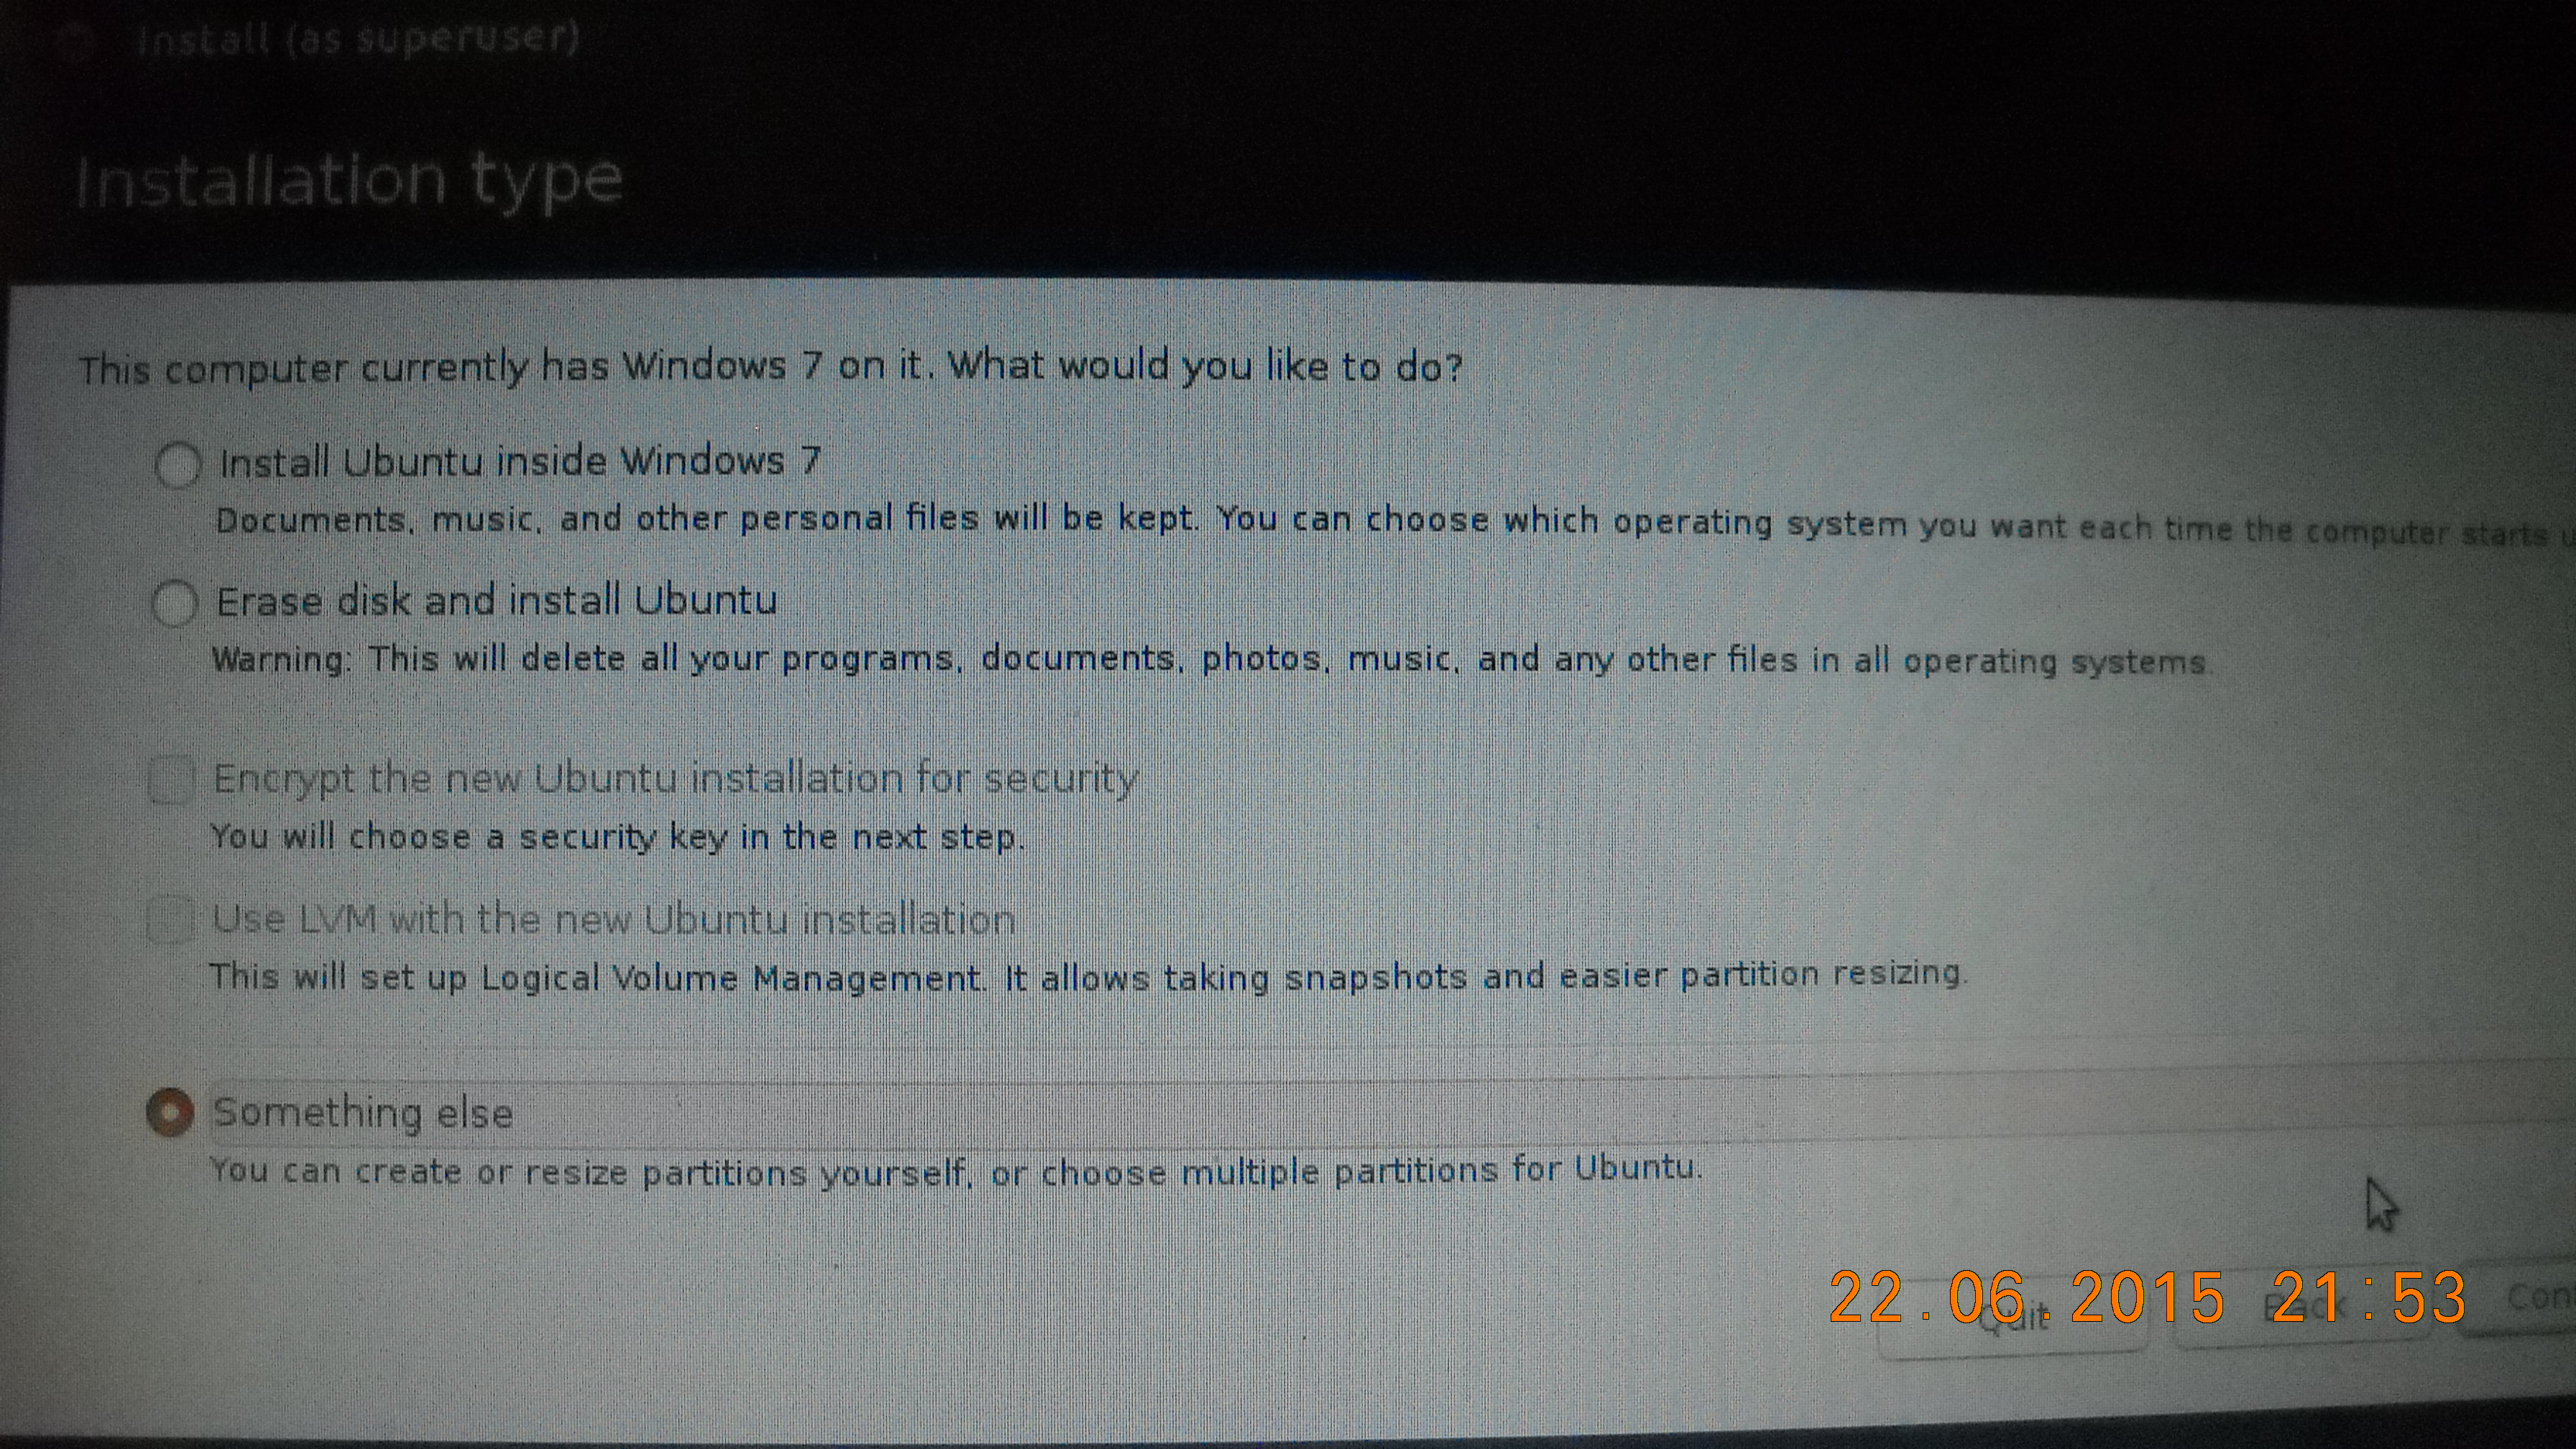 Install (as superuser)
Installation type
This computer currently has Windows 7 on it. What would you like to do?
Install Ubuntu inside Windows 7
Documents, music, and other personal files will be kept. You can choose which operating system you want each time the computer starts
Erase disk and install Ubuntu
Warning: This will delete all your programs, documents, photos, music, and any other files in all operating systems.
Encrypt the new Ubuntu installation for security
You will choose a security key in the next step.
Use LVM with the new Ubuntu installation
This will set up Logical Volume Management. It allows taking snapshots and easier partition resizing.
Something else
You can create or resize partitions yourself, or choose multiple partitions for Ubuntu.
Quit Back Con
22.06.2015 21:53